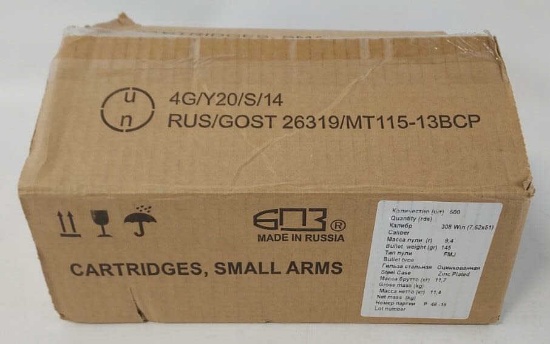 un
4G/Y20/S/14
RUS/GOST 26319/MT115-13BCP
БПЗ®
MADE IN RUSSIA
CARTRIDGES, SMALL ARMS
Количество (шт)
Quantity (rds)
Калибр 308 Win (7,62x51)
Caliber
Масса пули (г) 9,4
Bullet weight (gr) 145
Тип пули FMJ
Bullet type
Гильза стальная Оцинкованная
Steel Case Zinc Plated
Масса брутто (кг) 11,7
Gross mass (kg)
Масса нетто (кг) 11,4
Net mass (kg)
Номер партии
Lot number